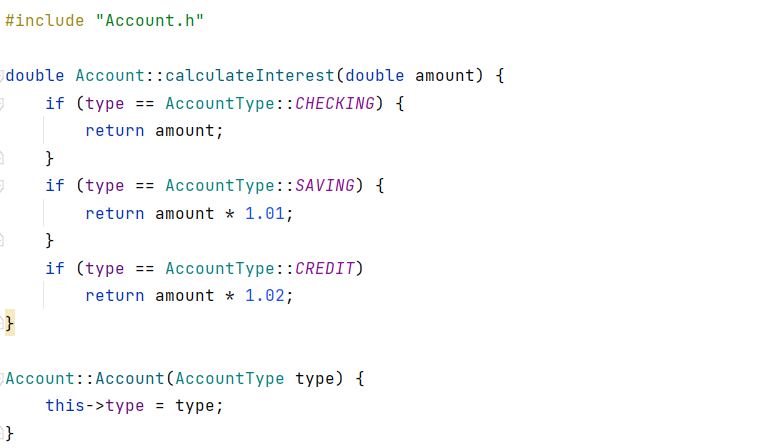 #include "Account.h"
double Account::calculateInterest(double amount) {
    if (type == AccountType::CHECKING) {
        return amount;
    }
    if (type == AccountType::SAVING) {
        return amount * 1.01;
    }
    if (type == AccountType::CREDIT)
        return amount * 1.02;
}
Account::Account(AccountType type) {
    this->type = type;
}